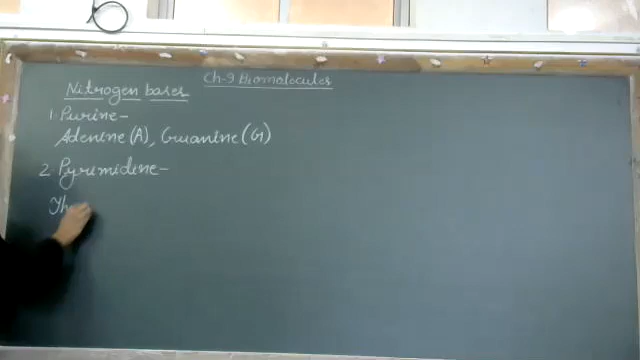 Ch-9 Biomolecules
Nitrogen bases
1. Purine-
Adenine (A), Guanine (G)
2. Pyrimidine-
Th